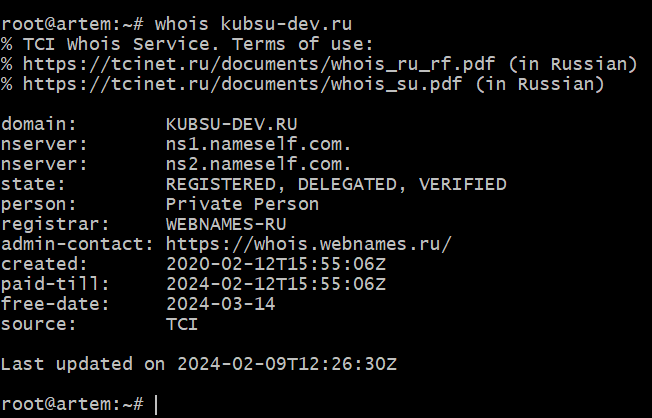 root@artem:~# whois kubsu-dev.ru
% TCI Whois Service. Terms of use:
% https://tcinet.ru/documents/whois_ru_rf.pdf (in Russian)
% https://tcinet.ru/documents/whois_su.pdf (in Russian)

domain:        KUBSU-DEV.RU
nserver:       ns1.nameself.com.
nserver:       ns2.nameself.com.
state:         REGISTERED, DELEGATED, VERIFIED
person:        Private Person
registrar:     WEBNAMES-RU
admin-contact: https://whois.webnames.ru/
created:       2020-02-12T15:55:06Z
paid-till:     2024-02-12T15:55:06Z
free-date:     2024-03-14
source:        TCI

Last updated on 2024-02-09T12:26:30Z

root@artem:~#